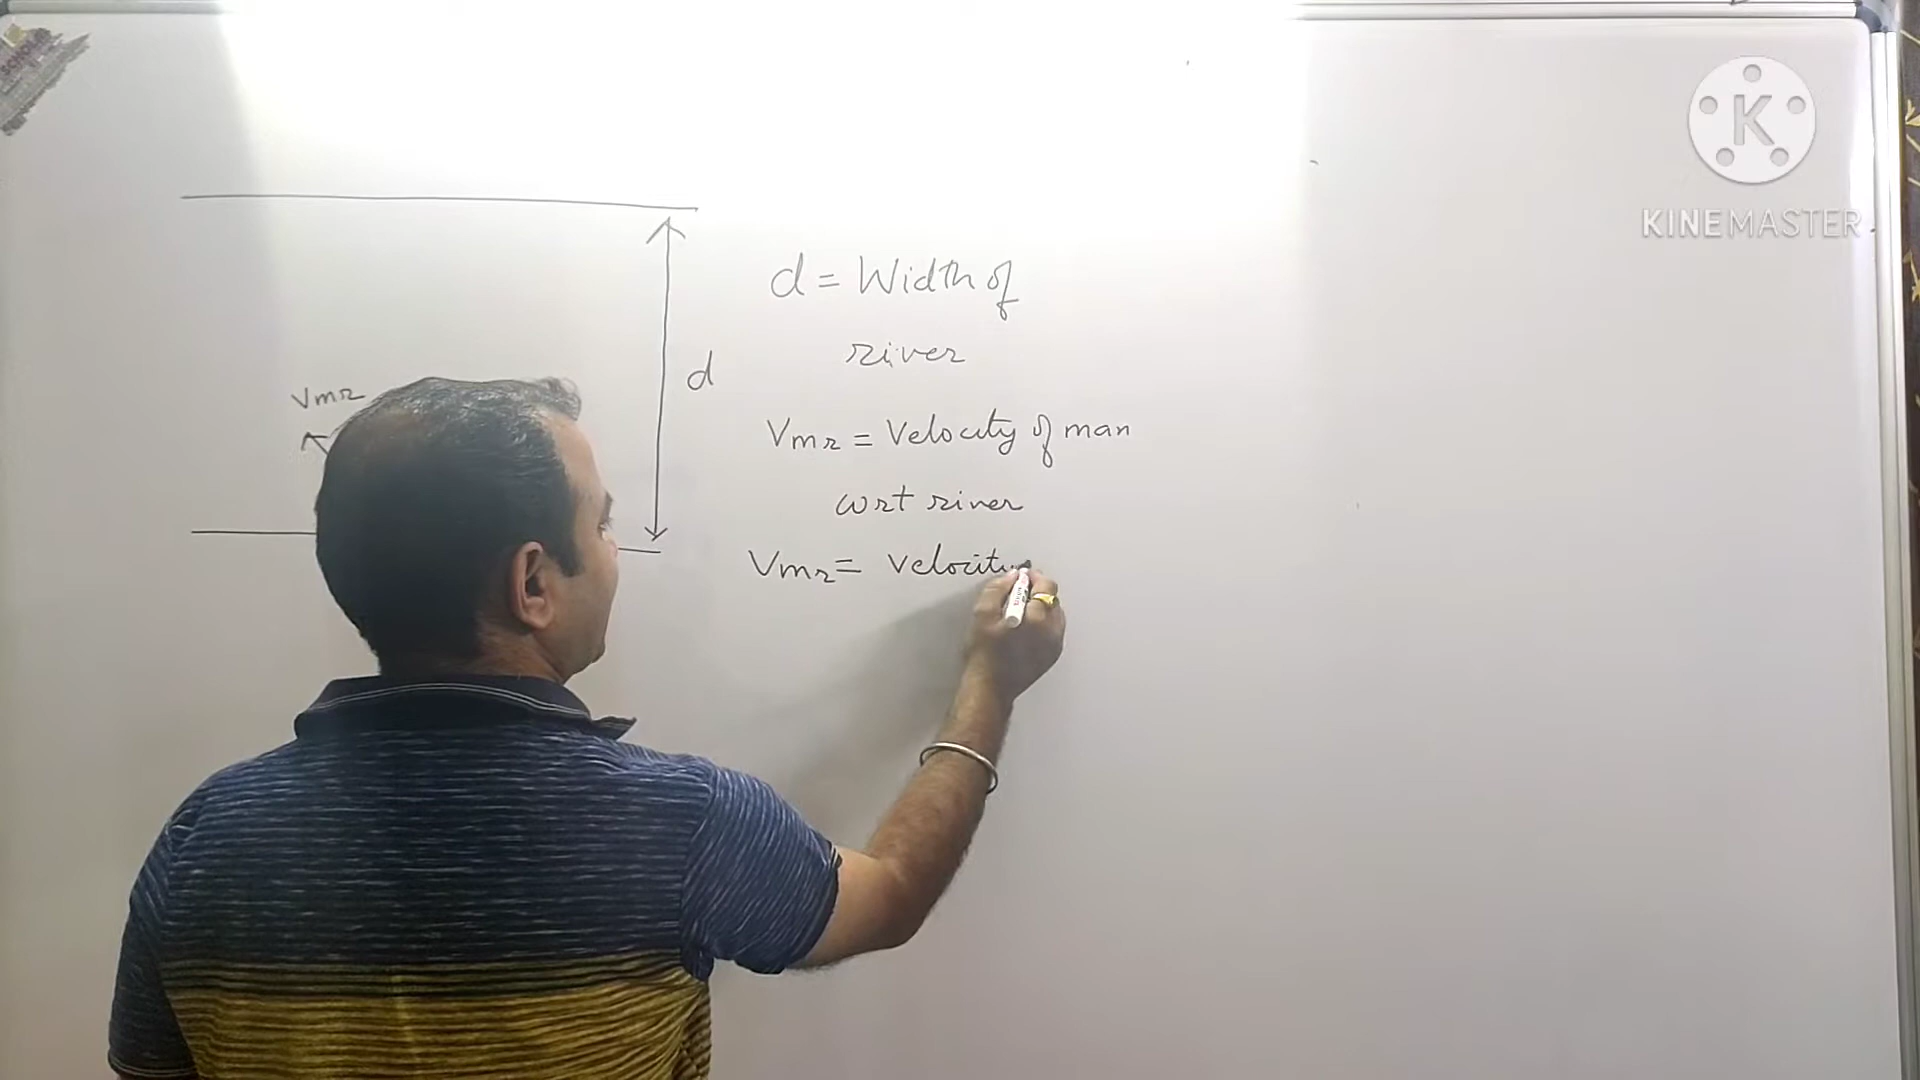 KINEMASTER
d = Width of
river
d
Vmr
Vmr = Velocity of man
wrt river
Vmr = Velocity